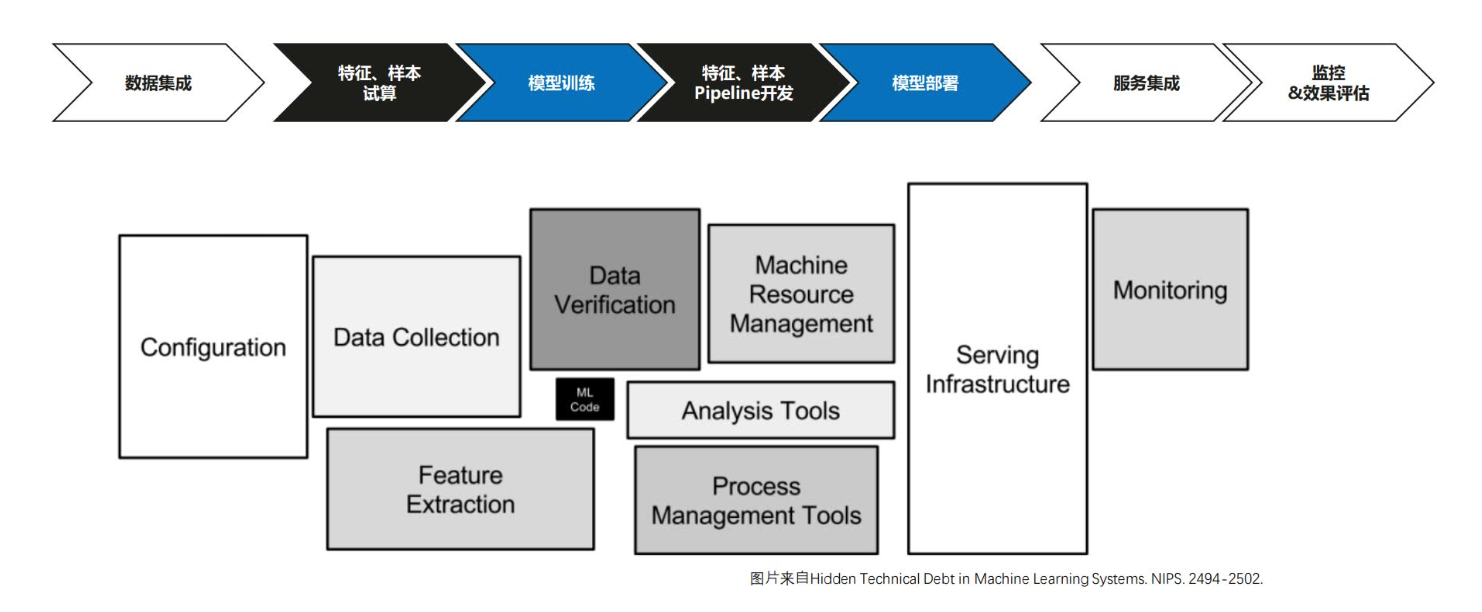 数据集成
特征、样本
试算
模型训练
特征、样本
Pipeline开发
模型部署
服务集成
监控
&效果评估
Configuration
Data Collection
Data
Verification
Machine
Resource
Management
Serving
Infrastructure
Monitoring
ML
Code
Analysis Tools
Feature
Extraction
Process
Management Tools
图片来自Hidden Technical Debt in Machine Learning Systems. NIPS. 2494-2502.